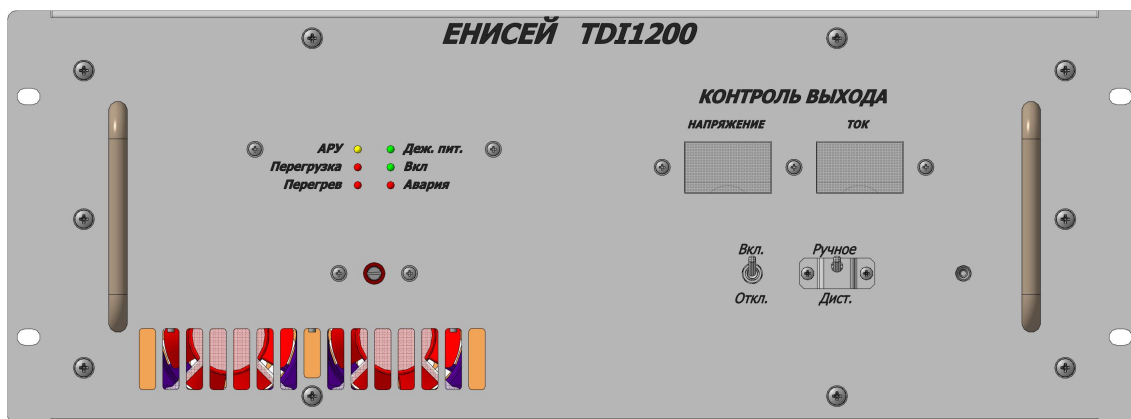 ЕНИСЕЙ TDI1200
КОНТРОЛЬ ВЫХОДА
НАПРЯЖЕНИЕ ТОК
АРУ Деж. пит.
Перегрузка Вкл
Перегрев Авария
Вкл. Ручное
Откл. Дист.